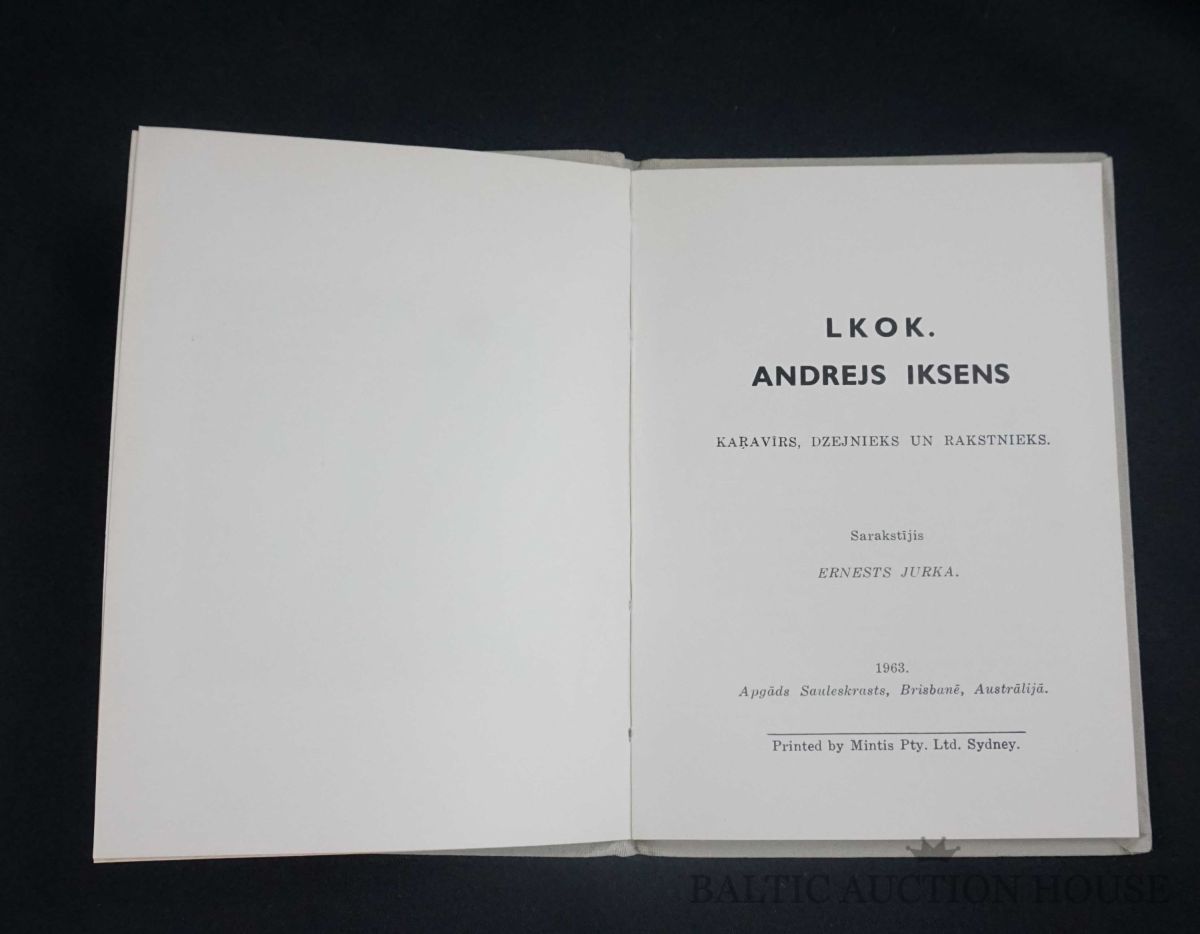 LKOK.
ANDREJS IKSENS
KAŖAVĪRS, DZEJNIEKS UN RAKSTNIEKS.
Sarakstījis
ERNESTS JURKA.
1963.
Apgāds Sauleskrasts, Brisbanē, Austrālijā.
Printed by Mintis Pty. Ltd. Sydney.
BALTIC AUCTION HOUSE